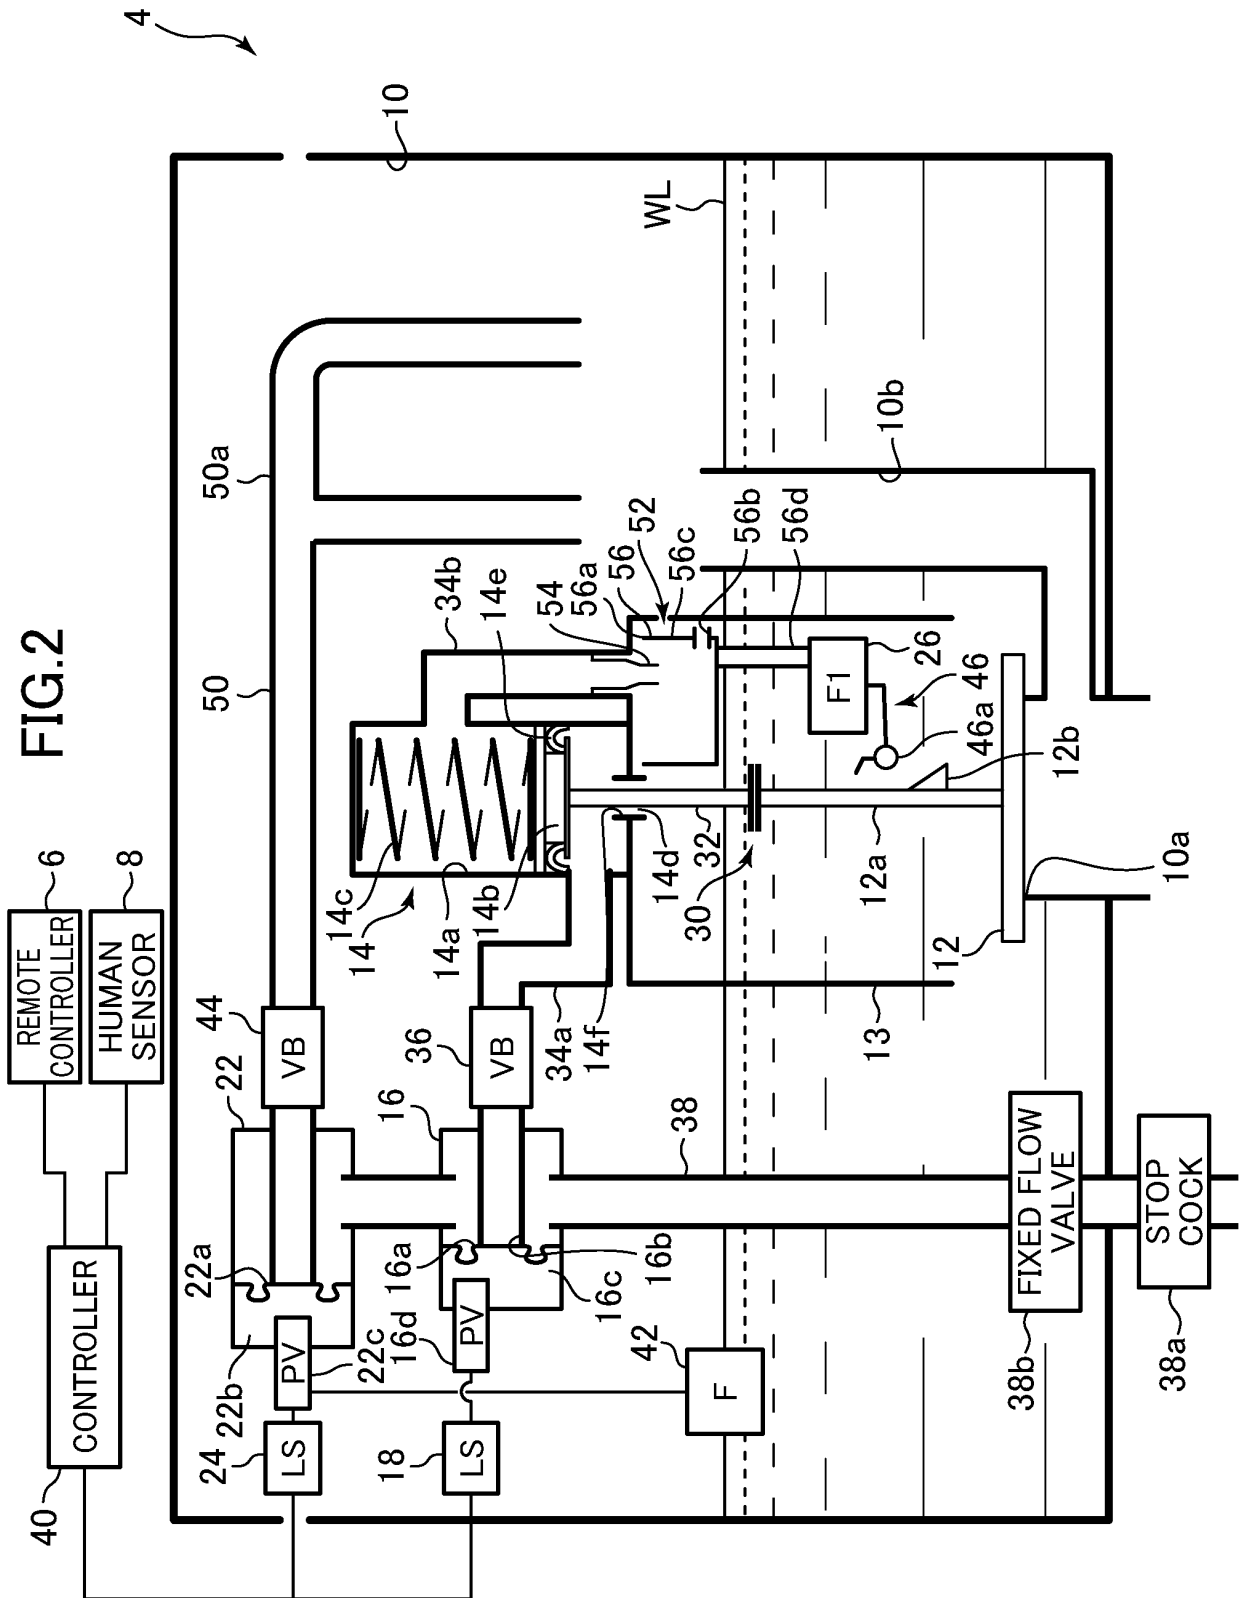 FIG.2
4
10
REMOTE
CONTROLLER
6
HUMAN
SENSOR
8
CONTROLLER
40
50
50a
44
VB
22
22a
22b
PV
22c
LS
24
WL
34b
14e
14c
14
14a
14b
14d
14f
54
56a
56
52
56c
56b
56d
10b
36
VB
34a
16
16a
16b
16c
16d
PV
LS
18
32
30
F1
26
46
46a
12b
12a
12
10a
13
38
42
F
FIXED FLOW
VALVE
38b
STOP
COCK
38a